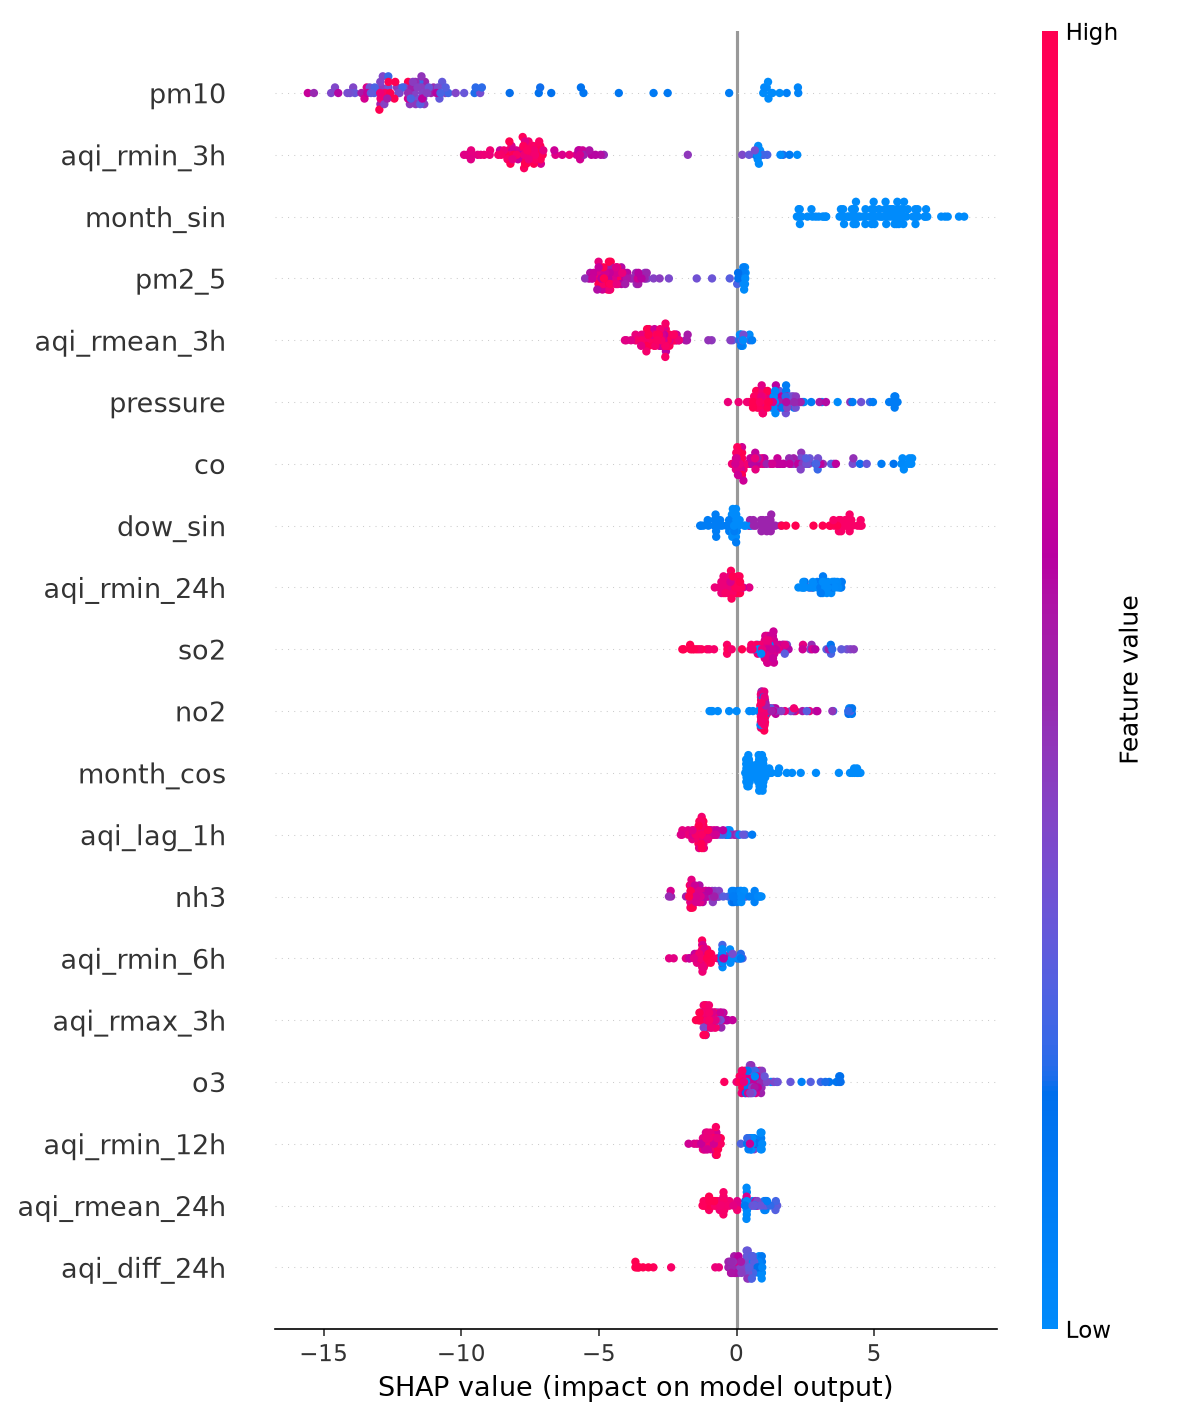 High
pm10
aqi_rmin_3h
month_sin
pm2_5
aqi_rmean_3h
pressure
co
dow_sin
aqi_rmin_24h
so2
no2
month_cos
aqi_lag_1h
nh3
aqi_rmin_6h
aqi_rmax_3h
o3
aqi_rmin_12h
aqi_rmean_24h
aqi_diff_24h
Feature value
Low
−15 −10 −5 0 5
SHAP value (impact on model output)